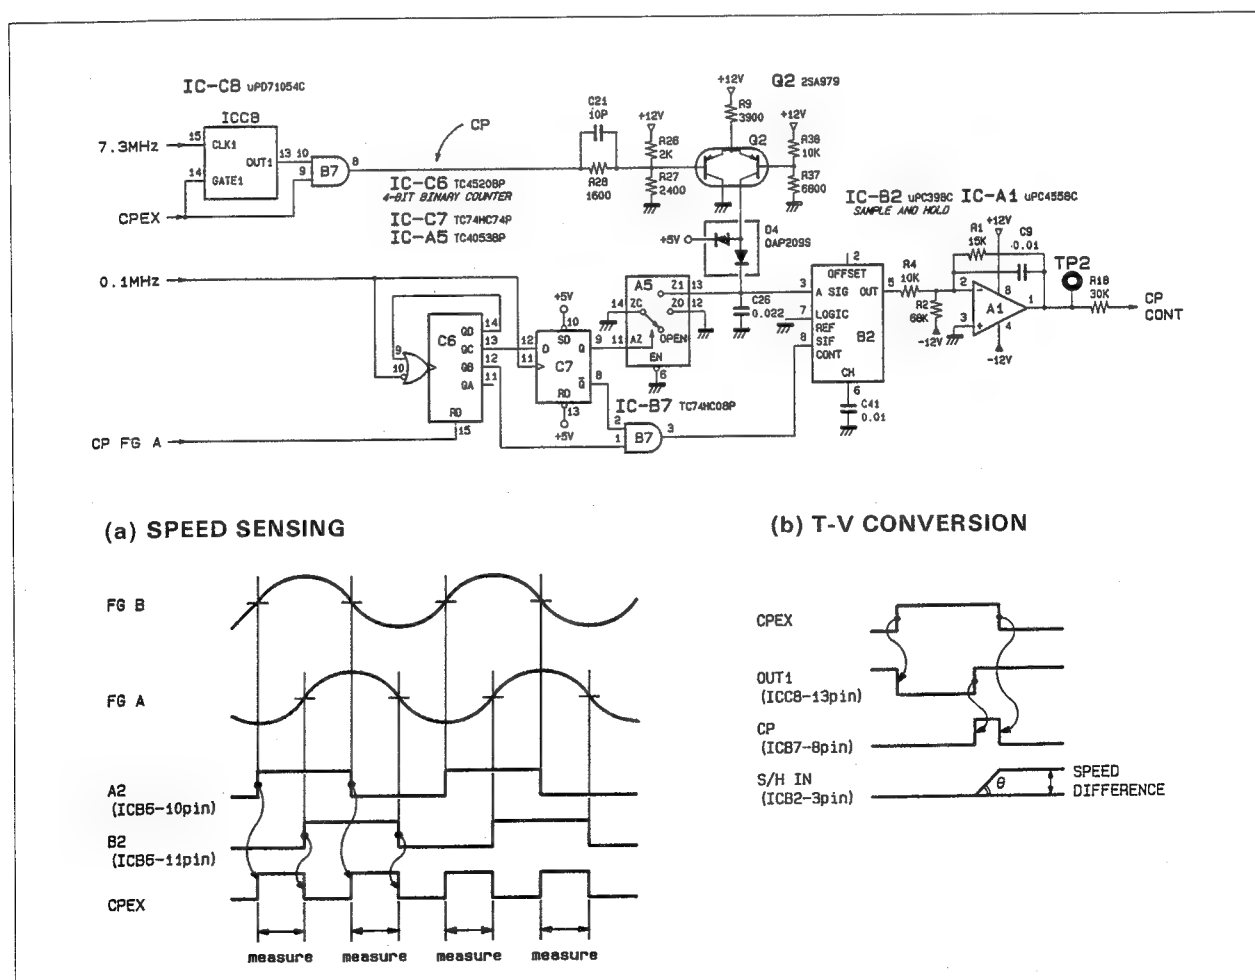 IC-C8 uPD71054C
ICC8
7.3MHz
15
CLK1
OUT1
13
10
14
GATE1
9
B7
8
CPEX
CP
IC-C6 TC4520BP
4-BIT BINARY COUNTER
IC-C7 TC74HC74P
IC-A5 TC4053BP
C21
10P
R28
1600
+12V
R26
2K
R27
2400
+12V
R9
3900
Q2 2SA979
Q2
+12V
R38
10K
R37
6800
+5V
D4
DAP209S
IC-B2 uPC398C
SAMPLE AND HOLD
IC-A1 uPC4558C
0.1MHz
CP FG A
9
10
C6
QD
14
QC
13
QB
12
QA
11
RD
15
+5V
10
SD
12
D
Q
9
11
C7
Q
8
RD
13
+5V
A5
14
ZC
Z1
13
Z0
12
11
AZ
OPEN
EN
6
C26
0.022
IC-B7 TC74HC08P
2
1
B7
3
2
OFFSET
3
A SIG
OUT
5
7
LOGIC
REF
8
SIF
CONT
B2
CH
6
C41
0.01
R4
10K
R2
68K
-12V
R1
15K
+12V
C9
0.01
2
8
3
A1
1
4
-12V
TP2
R18
30K
CP
CONT
(a) SPEED SENSING
FG B
FG A
A2
(ICB6-10pin)
B2
(ICB6-11pin)
CPEX
measure measure measure measure
(b) T-V CONVERSION
CPEX
OUT1
(ICC8-13pin)
CP
(ICB7-8pin)
S/H IN
(ICB2-3pin)
θ
SPEED
DIFFERENCE